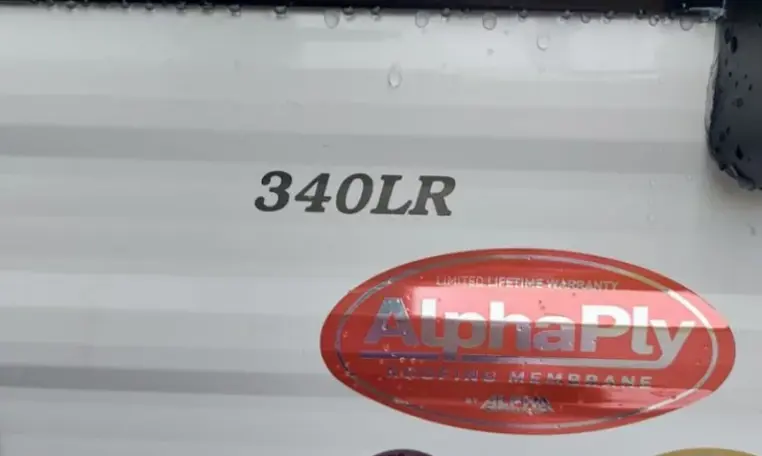 340LR
LIMITED LIFETIME WARRANTY
AlphaPly
ROOFING MEMBRANE
BY ALPHA